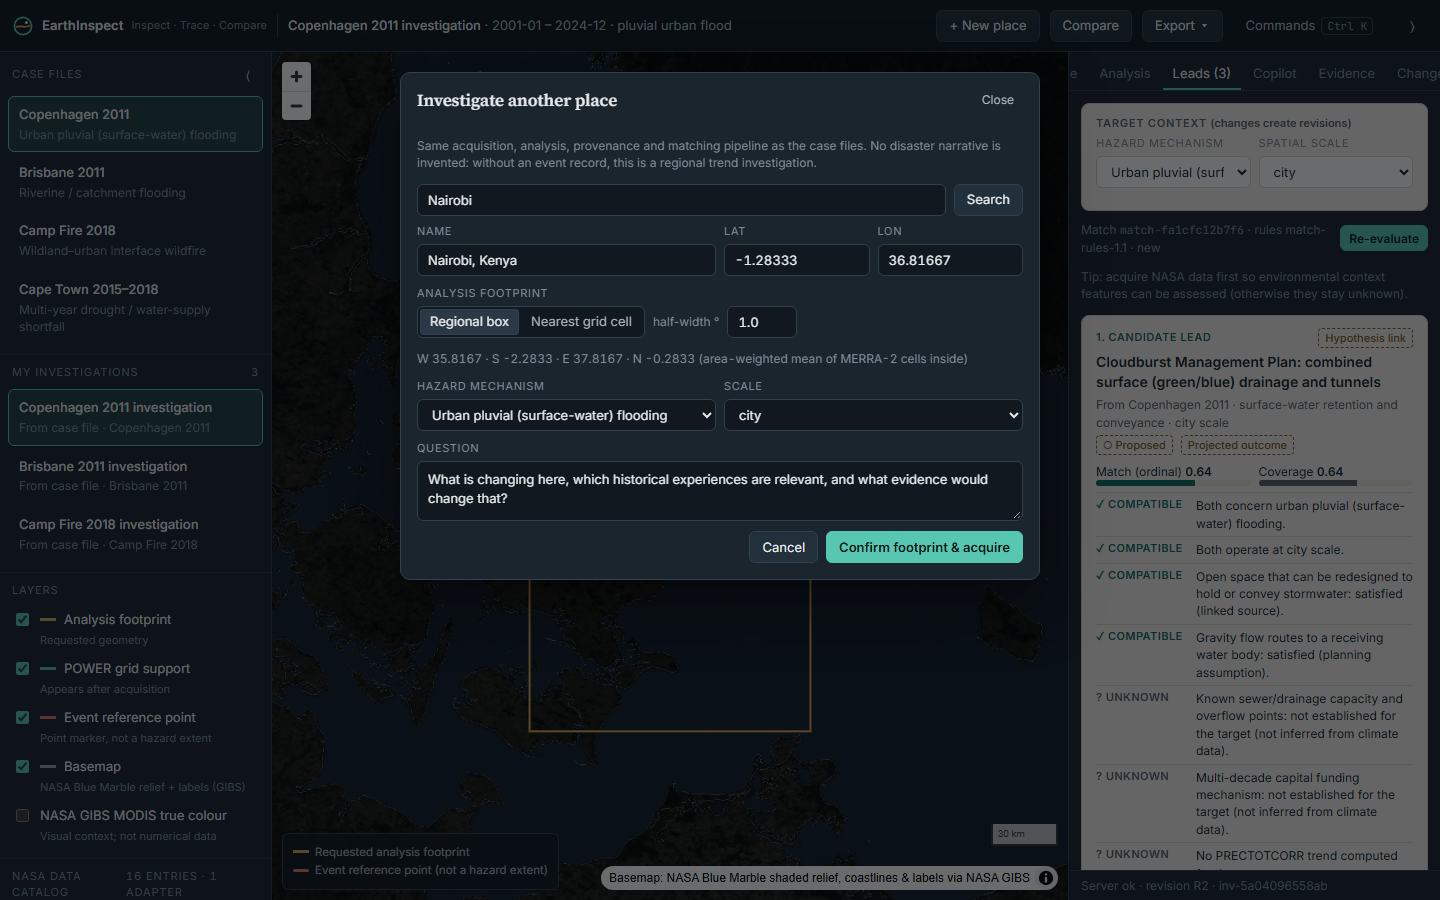 EarthInspect Inspect · Trace · Compare
Copenhagen 2011 investigation · 2001-01 – 2024-12 · pluvial urban flood
+ New place
Compare
Export
Commands Ctrl K
CASE FILES
Copenhagen 2011
Urban pluvial (surface-water) flooding
Brisbane 2011
Riverine / catchment flooding
Camp Fire 2018
Wildland–urban interface wildfire
Cape Town 2015–2018
Multi-year drought / water-supply
shortfall
MY INVESTIGATIONS 3
Copenhagen 2011 investigation
From case file · Copenhagen 2011
Brisbane 2011 investigation
From case file · Brisbane 2011
Camp Fire 2018 investigation
From case file · Camp Fire 2018
LAYERS
Analysis footprint
Requested geometry
POWER grid support
Appears after acquisition
Event reference point
Point marker, not a hazard extent
Basemap
NASA Blue Marble relief + labels (GIBS)
NASA GIBS MODIS true colour
Visual context; not numerical data
NASA DATA
CATALOG
16 ENTRIES · 1
ADAPTER
+
−
Investigate another place
Close
Same acquisition, analysis, provenance and matching pipeline as the case files. No disaster narrative is
invented: without an event record, this is a regional trend investigation.
Nairobi
Search
NAME LAT LON
Nairobi, Kenya -1.28333 36.81667
ANALYSIS FOOTPRINT
Regional box Nearest grid cell half-width ° 1.0
W 35.8167 · S -2.2833 · E 37.8167 · N -0.2833 (area-weighted mean of MERRA-2 cells inside)
HAZARD MECHANISM SCALE
Urban pluvial (surface-water) flooding city
QUESTION
What is changing here, which historical experiences are relevant, and what evidence would
change that?
Cancel
Confirm footprint & acquire
Requested analysis footprint
Event reference point (not a hazard extent)
30 km
Basemap: NASA Blue Marble shaded relief, coastlines & labels via NASA GIBS
e Analysis Leads (3) Copilot Evidence Change
TARGET CONTEXT (changes create revisions)
HAZARD MECHANISM SPATIAL SCALE
Urban pluvial (surf city
Match match-fa1cfc12b7f6 · rules match-
rules-1.1 · new
Re-evaluate
Tip: acquire NASA data first so environmental context
features can be assessed (otherwise they stay unknown).
1. CANDIDATE LEAD
Hypothesis link
Cloudburst Management Plan: combined
surface (green/blue) drainage and tunnels
From Copenhagen 2011 · surface-water retention and
conveyance · city scale
Proposed
Projected outcome
Match (ordinal) 0.64
Coverage 0.64
✓ COMPATIBLE Both concern urban pluvial (surface-
water) flooding.
✓ COMPATIBLE Both operate at city scale.
✓ COMPATIBLE Open space that can be redesigned to
hold or convey stormwater: satisfied
(linked source).
✓ COMPATIBLE Gravity flow routes to a receiving
water body: satisfied (planning
assumption).
? UNKNOWN Known sewer/drainage capacity and
overflow points: not established for
the target (not inferred from climate
data).
? UNKNOWN Multi-decade capital funding
mechanism: not established for the
target (not inferred from climate
data).
? UNKNOWN No PRECTOTCORR trend computed
Server ok · revision R2 · inv-5a04096558ab